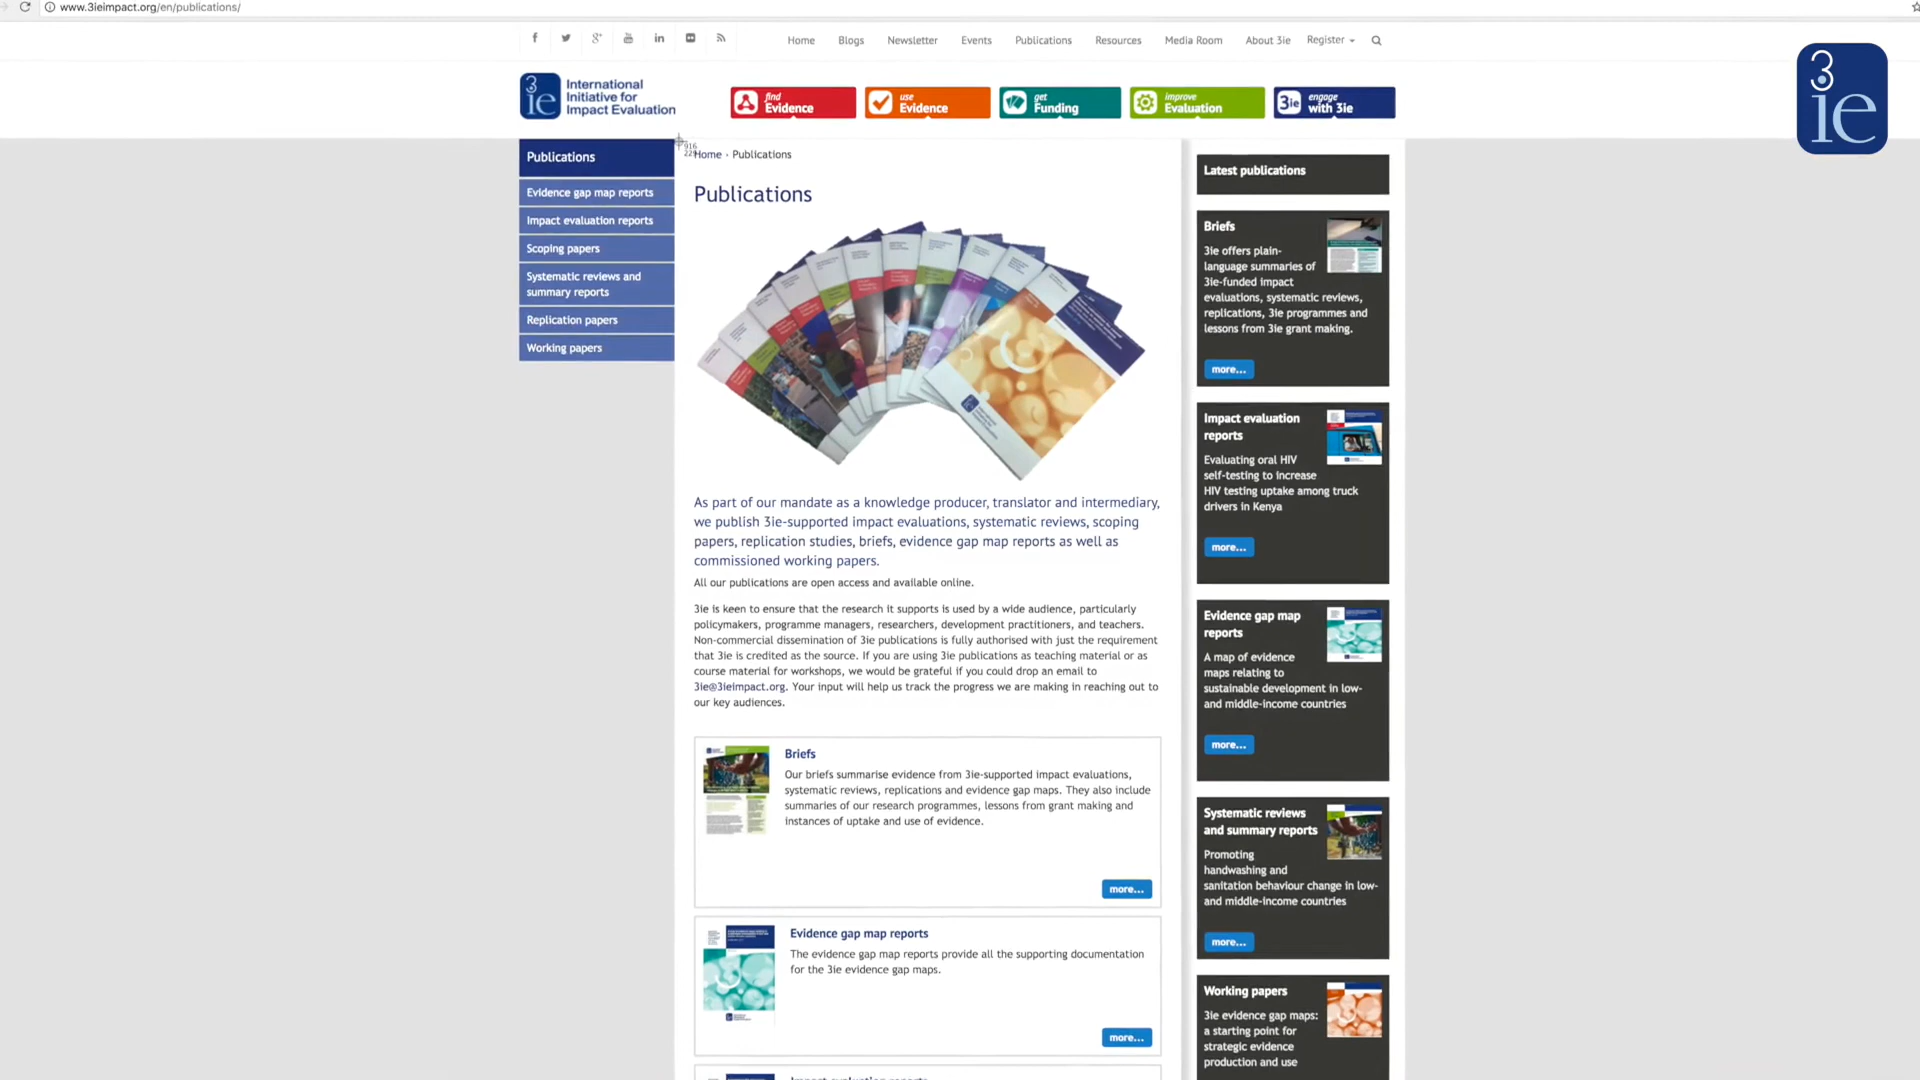 www.3ieimpact.org/en/publications/
Home Blogs Newsletter Events Publications Resources Media Room About 3ie Register
3
ie
International
Initiative for
Impact Evaluation
find
Evidence
use
Evidence
get
Funding
improve
Evaluation
3ie
engage
with 3ie
3
ie
Publications
Evidence gap map reports
Impact evaluation reports
Scoping papers
Systematic reviews and
summary reports
Replication papers
Working papers
916
Home · Publications
Publications
As part of our mandate as a knowledge producer, translator and intermediary,
we publish 3ie-supported impact evaluations, systematic reviews, scoping
papers, replication studies, briefs, evidence gap map reports as well as
commissioned working papers.
All our publications are open access and available online.
3ie is keen to ensure that the research it supports is used by a wide audience, particularly
policymakers, programme managers, researchers, development practitioners, and teachers.
Non-commercial dissemination of 3ie publications is fully authorised with just the requirement
that 3ie is credited as the source. If you are using 3ie publications as teaching material or as
course material for workshops, we would be grateful if you could drop an email to
3ie@3ieimpact.org. Your input will help us track the progress we are making in reaching out to
our key audiences.
Briefs
Our briefs summarise evidence from 3ie-supported impact evaluations,
systematic reviews, replications and evidence gap maps. They also include
summaries of our research programmes, lessons from grant making and
instances of uptake and use of evidence.
more...
Evidence gap map reports
The evidence gap map reports provide all the supporting documentation
for the 3ie evidence gap maps.
more...
Impact evaluation reports
Latest publications
Briefs
3ie offers plain-
language summaries of
3ie-funded impact
evaluations, systematic reviews,
replications, 3ie programmes and
lessons from 3ie grant making.
more...
Impact evaluation
reports
Evaluating oral HIV
self-testing to increase
HIV testing uptake among truck
drivers in Kenya
more...
Evidence gap map
reports
A map of evidence
maps relating to
sustainable development in low-
and middle-income countries
more...
Systematic reviews
and summary reports
Promoting
handwashing and
sanitation behaviour change in low-
and middle-income countries
more...
Working papers
3ie evidence gap maps:
a starting point for
strategic evidence
production and use